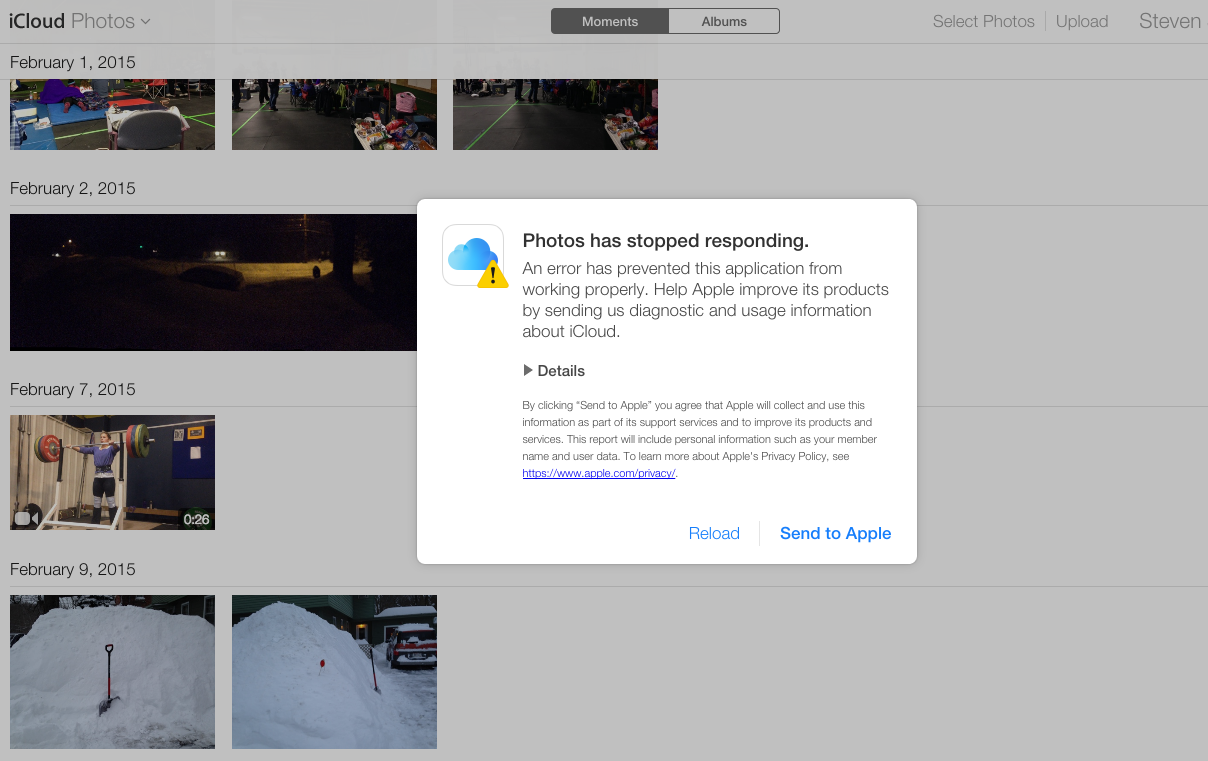 iCloud Photos Moments Albums Select Photos Upload Steven
February 1, 2015
February 2, 2015
Photos has stopped responding.
An error has prevented this application from
working properly. Help Apple improve its products
by sending us diagnostic and usage information
about iCloud.
Details
By clicking “Send to Apple” you agree that Apple will collect and use this
information as part of its support services and to improve its products and
services. This report will include personal information such as your member
name and user data. To learn more about Apple's Privacy Policy, see
https://www.apple.com/privacy/.
Reload Send to Apple
February 7, 2015
0:26
February 9, 2015